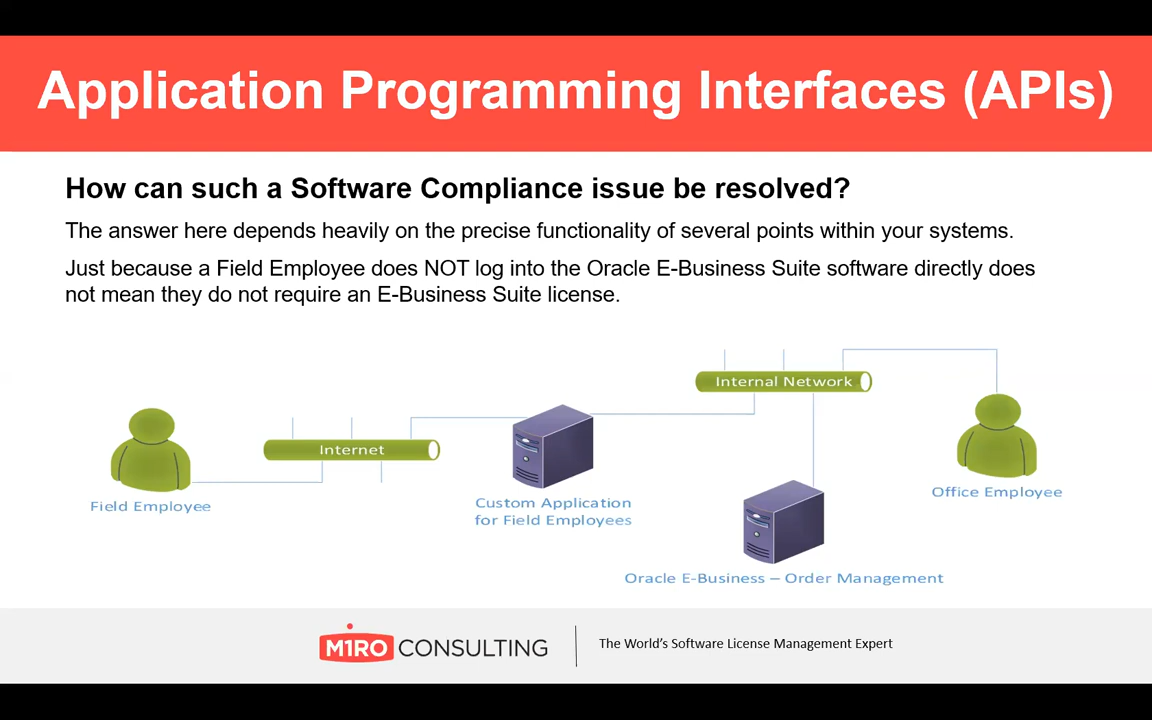 Application Programming Interfaces (APIs)
How can such a Software Compliance issue be resolved?
The answer here depends heavily on the precise functionality of several points within your systems.
Just because a Field Employee does NOT log into the Oracle E-Business Suite software directly does
not mean they do not require an E-Business Suite license.
Internal Network
Internet
Field Employee
Custom Application
for Field Employees
Office Employee
Oracle E-Business – Order Management
MIRO CONSULTING
The World's Software License Management Expert